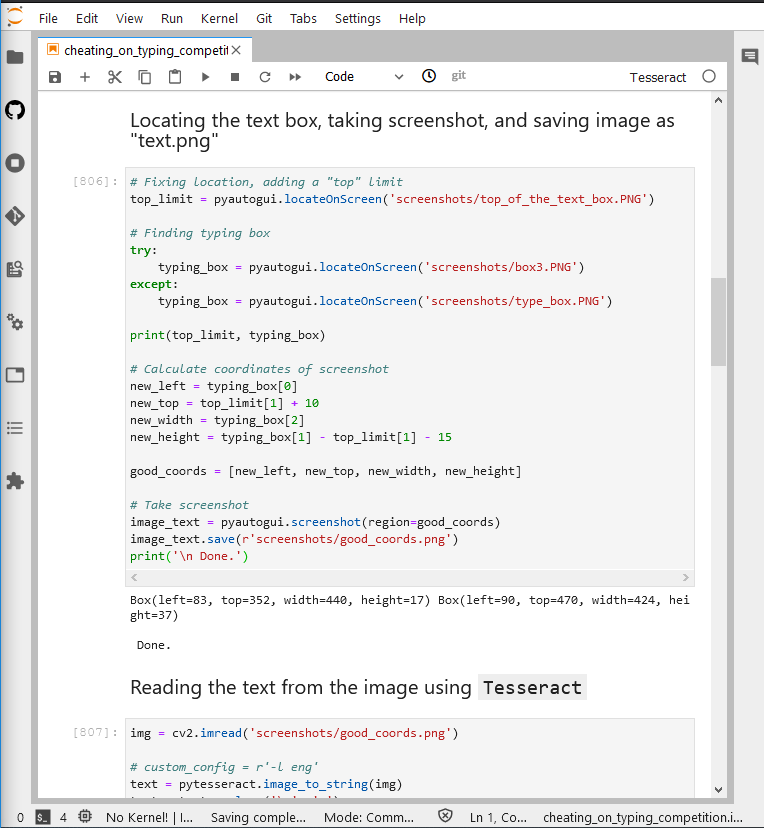 File Edit View Run Kernel Git Tabs Settings Help
cheating_on_typing_competit
Code
git
Tesseract
Locating the text box, taking screenshot, and saving image as
"text.png"
[806]:
# Fixing location, adding a "top" limit
top_limit = pyautogui.locateOnScreen('screenshots/top_of_the_text_box.PNG')
# Finding typing box
try:
    typing_box = pyautogui.locateOnScreen('screenshots/box3.PNG')
except:
    typing_box = pyautogui.locateOnScreen('screenshots/type_box.PNG')
print(top_limit, typing_box)
# Calculate coordinates of screenshot
new_left = typing_box[0]
new_top = top_limit[1] + 10
new_width = typing_box[2]
new_height = typing_box[1] - top_limit[1] - 15
good_coords = [new_left, new_top, new_width, new_height]
# Take screenshot
image_text = pyautogui.screenshot(region=good_coords)
image_text.save(r'screenshots/good_coords.png')
print('\n Done.')
Box(left=83, top=352, width=440, height=17) Box(left=90, top=470, width=424, hei
ght=37)
 Done.
Reading the text from the image using Tesseract
[807]:
img = cv2.imread('screenshots/good_coords.png')
# custom_config = r'-l eng'
text = pytesseract.image_to_string(img)
0 $_ 4 No Kernel! | I... Saving comple... Mode: Comm... Ln 1, Co... cheating_on_typing_competition.i...